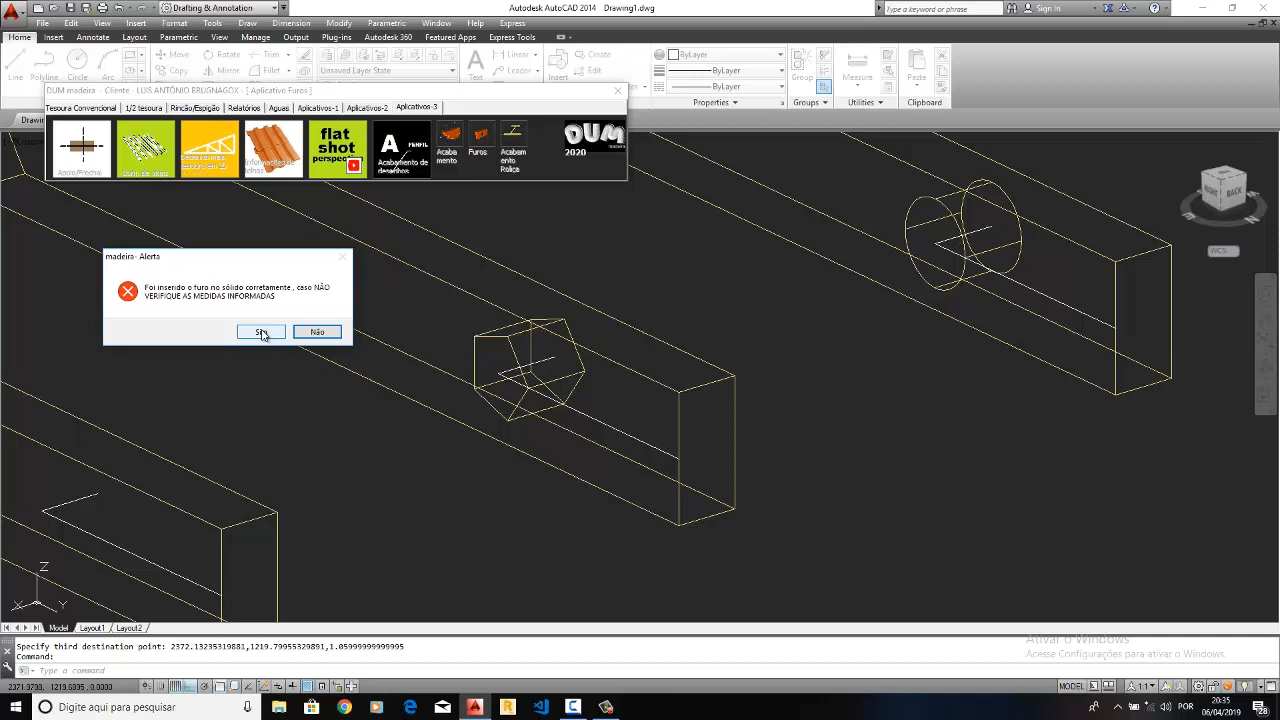 Drafting & Annotation
Autodesk AutoCAD 2014 Drawing1.dwg
Type a keyword or phrase
Sign In
File Edit View Insert Format Tools Draw Dimension Modify Parametric Window Help Express
Home Insert Annotate Layout Parametric View Manage Output Plug-ins Autodesk 360 Featured Apps Express Tools
Line Polyline Circle Arc
Move Rotate Trim
Copy Mirror Fillet
Unsaved Layer State
Text
Linear
Leader
Insert
Create
Edit
ByLayer
ByLayer
ByLayer
Properties
Group
Groups
Measure
Utilities
Paste
Clipboard
DUM madeira - Cliente - LUIS ANTÔNIO BRUGNAGOX - [ Aplicativo Furos ]
Tesoura Convencional 1/2 tesoura Rincão/Espigão Relatórios Aguas Aplicativos-1 Aplicativos-2 Aplicativos-3
Apoio/Frechal
flat shot perspec
A PERFIL
Acabamento de desenhos
Acaba mento
Furos
Acabam ento Roliça
DUM madeira 2020
RIGHT BACK
WCS
madeira- Alerta
Foi inserido o furo no sólido corretamente , caso NÃO
VERIFIQUE AS MEDIDAS INFORMADAS
Não
Z
X Y
Model Layout1 Layout2
Specify third destination point: 2372.13235319881,1219.79955329891,1.05999999999995
Command:
Type a command
Ativar o Windows
Acesse Configurações para ativar o Windows.
MODEL
1:1
Digite aqui para pesquisar
POR
20:35
06/04/2019